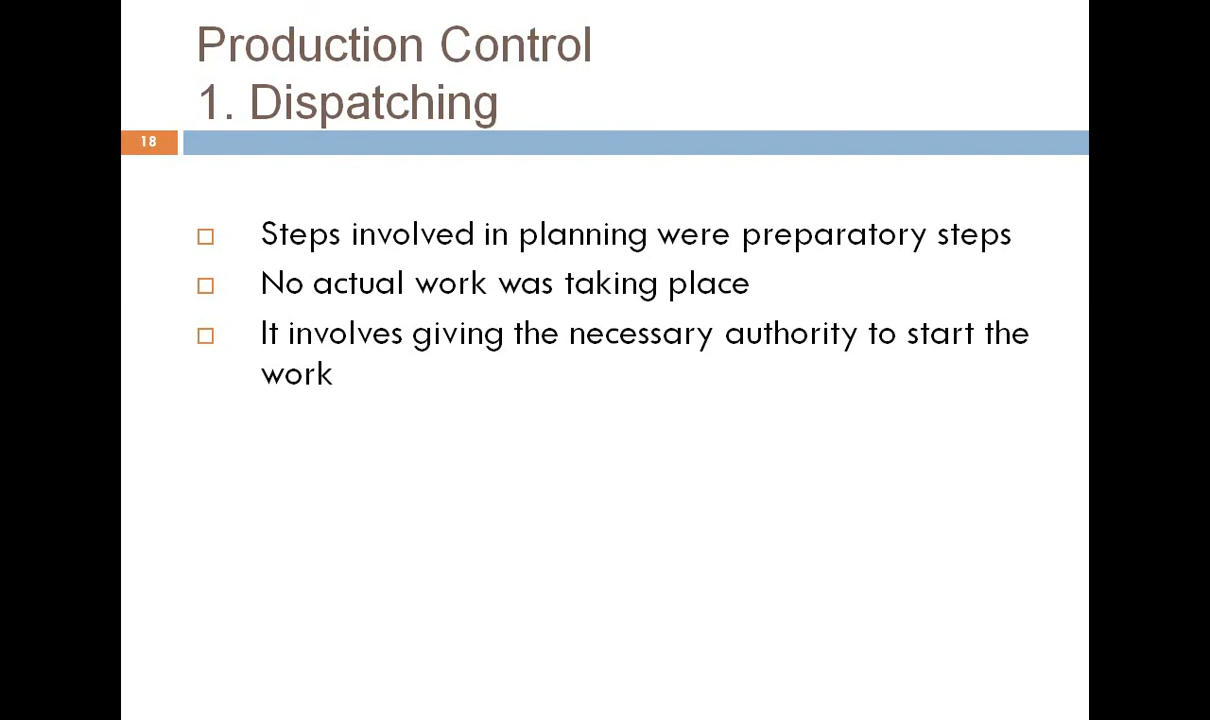 Production Control
1. Dispatching
18
Steps involved in planning were preparatory steps
No actual work was taking place
It involves giving the necessary authority to start the
work